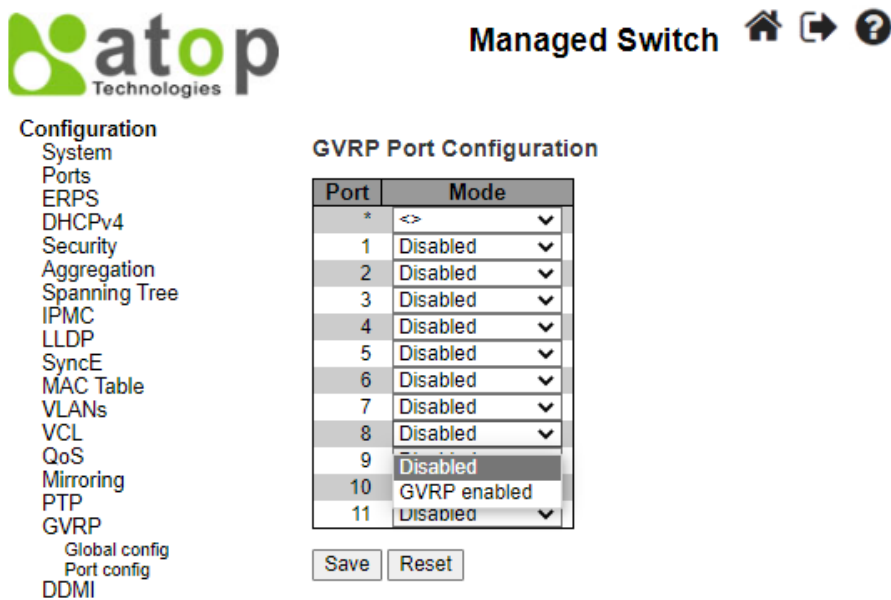 atop
Technologies
Managed Switch
?
Configuration
System
Ports
ERPS
DHCPv4
Security
Aggregation
Spanning Tree
IPMC
LLDP
SyncE
MAC Table
VLANs
VCL
QoS
Mirroring
PTP
GVRP
Global config
Port config
DDMI
GVRP Port Configuration
Port Mode
* <>
1 Disabled
2 Disabled
3 Disabled
4 Disabled
5 Disabled
6 Disabled
7 Disabled
8 Disabled
9 Disabled
10 GVRP enabled
11 Disabled
Save Reset